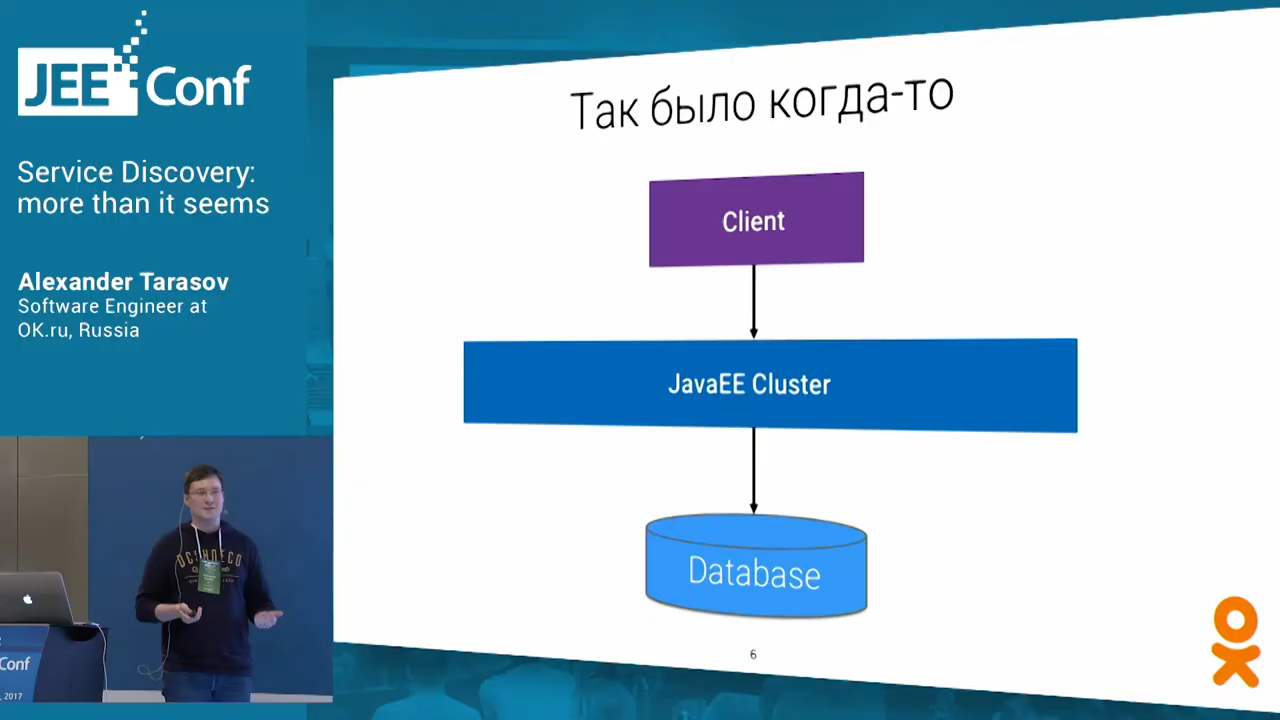 JEE Conf
Service Discovery:
more than it seems
Alexander Tarasov
Software Engineer at
OK.ru, Russia
Так было когда-то
Client
JavaEE Cluster
Database
6
Conf
, 2017